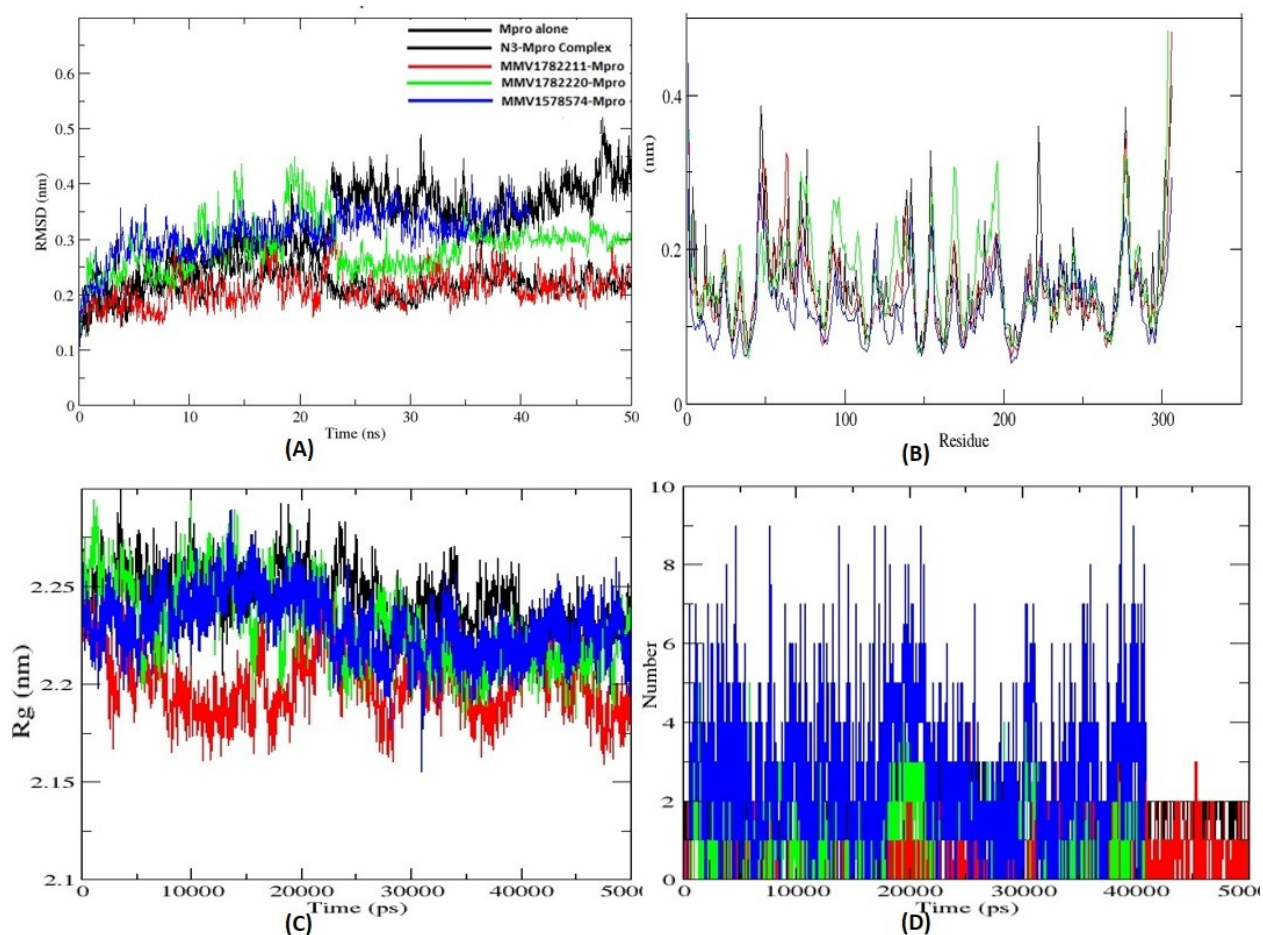 Mpro alone
N3-Mpro Complex
MMV1782211-Mpro
MMV1782220-Mpro
MMV1578574-Mpro
RMSD (nm)
0.6
0.5
0.4
0.3
0.2
0.1
0
0 10 20 30 40 50
Time (ns)
(A)
(nm)
0.4
0.2
0
0 100 200 300
Residue
(B)
Rg (nm)
2.25
2.2
2.15
2.1
0 10000 20000 30000 40000 5000
Time (ps)
(C)
Number
10
8
6
4
2
0
0 10000 20000 30000 40000 5000
Time (ps)
(D)